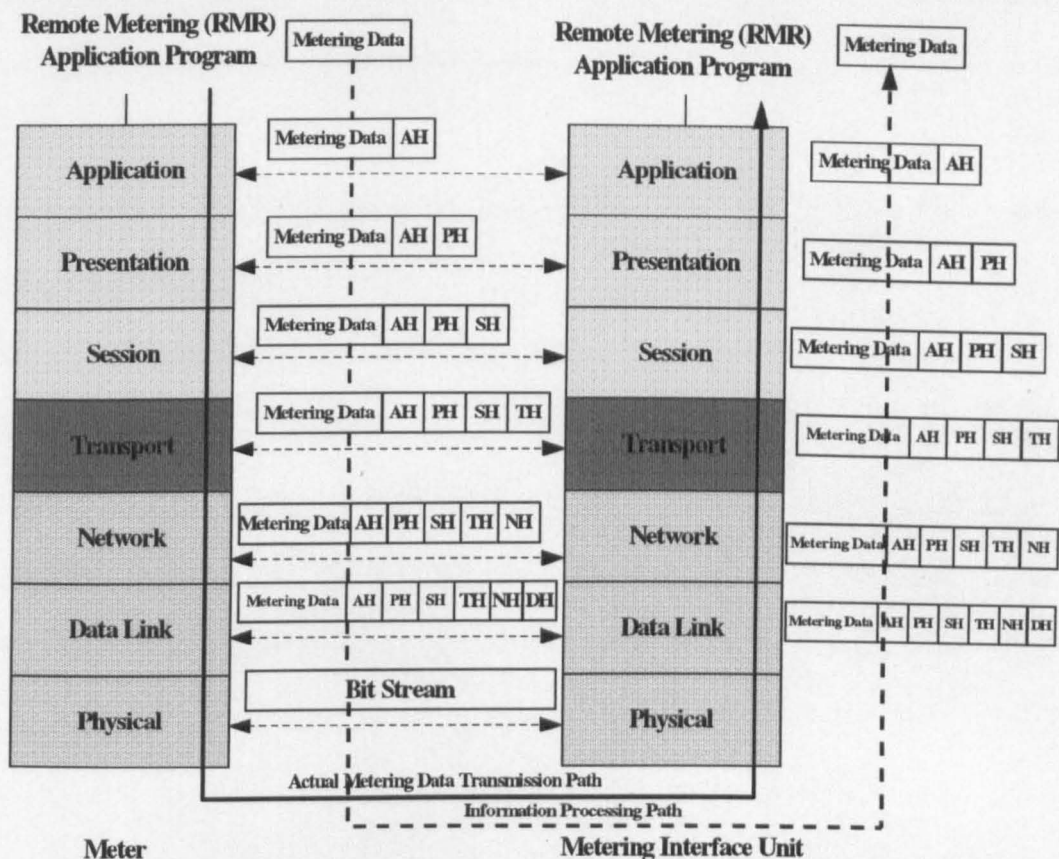 Remote Metering (RMR)
Application Program
Metering Data
Remote Metering (RMR)
Application Program
Metering Data
Application
Metering Data AH
Application
Metering Data AH
Presentation
Metering Data AH PH
Presentation
Metering Data AH PH
Session
Metering Data AH PH SH
Session
Metering Data AH PH SH
Transport
Metering Data AH PH SH TH
Transport
Metering Data AH PH SH TH
Network
Metering Data AH PH SH TH NH
Network
Metering Data AH PH SH TH NH
Data Link
Metering Data AH PH SH TH NH DH
Data Link
Metering Data AH PH SH TH NH DH
Physical
Bit Stream
Physical
Actual Metering Data Transmission Path
Information Processing Path
Meter
Metering Interface Unit